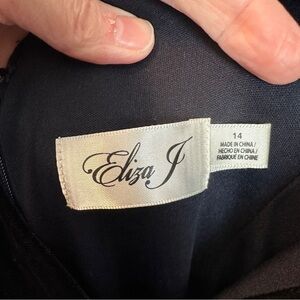 Eliza J
14
MADE IN CHINA/
HECHO EN CHINA/
FABRIQUÉ EN CHINE